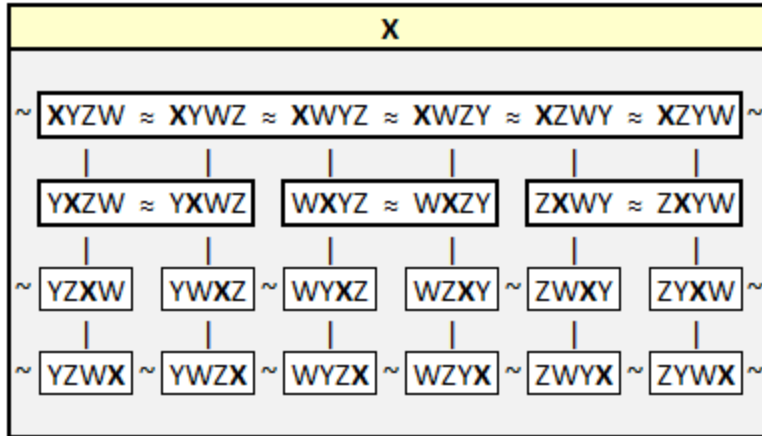 X
~ XYZW ≈ XYWZ ≈ XWYZ ≈ XWZY ≈ XZWY ≈ XZYW ~
| | | | | |
YXZW ≈ YXWZ WXYZ ≈ WXZY ZXWY ≈ ZXYW
| | | | | |
~ YZXW YWXZ ~ WYXZ WZXY ~ ZWXY ZYXW ~
| | | | | |
~ YZWX ~ YWZX ~ WYZX ~ WZYX ~ ZWYX ~ ZYWX ~